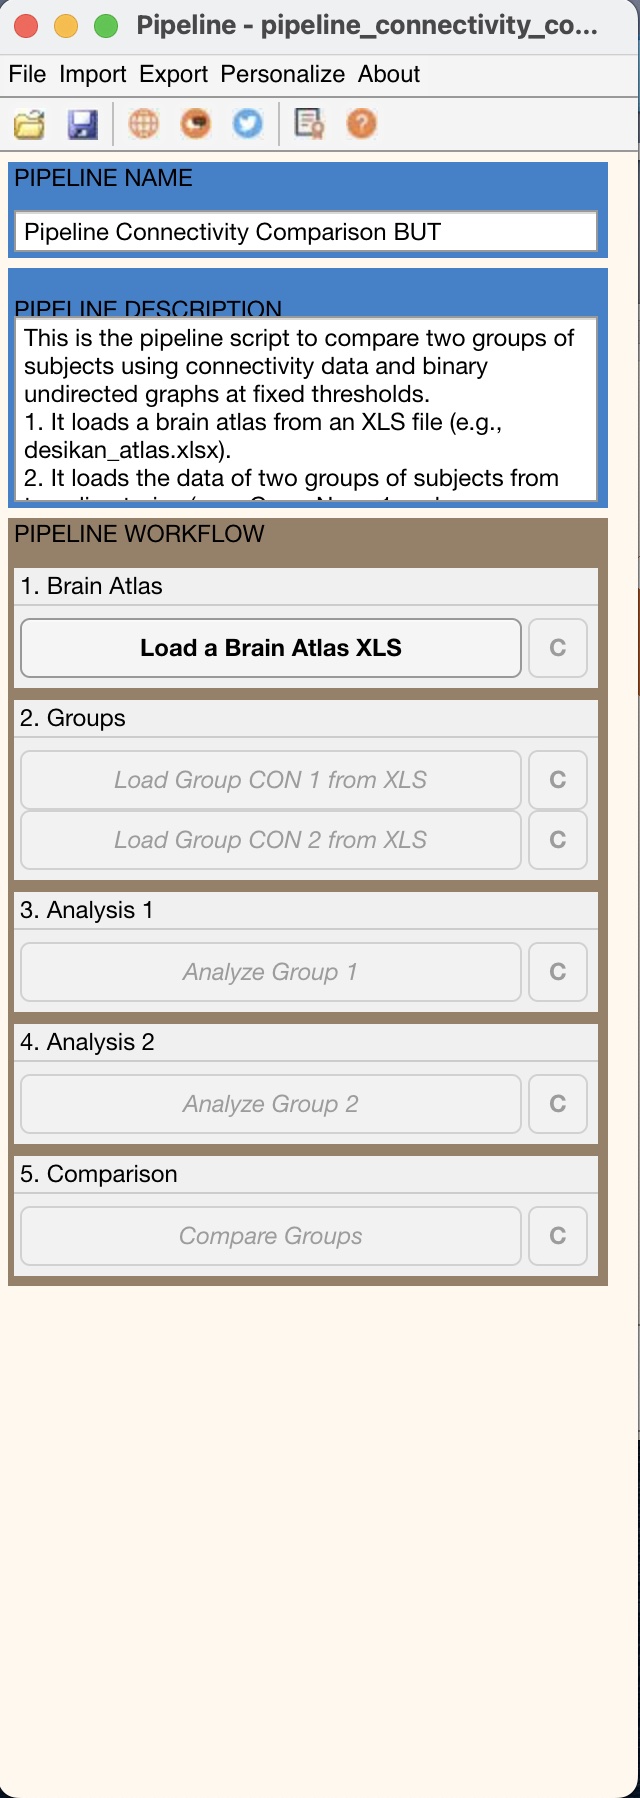 Pipeline - pipeline_connectivity_co...
File Import Export Personalize About
PIPELINE NAME
Pipeline Connectivity Comparison BUT
PIPELINE DESCRIPTION
This is the pipeline script to compare two groups of
subjects using connectivity data and binary
undirected graphs at fixed thresholds.
1. It loads a brain atlas from an XLS file (e.g.,
desikan_atlas.xlsx).
2. It loads the data of two groups of subjects from
PIPELINE WORKFLOW
1. Brain Atlas
Load a Brain Atlas XLS C
2. Groups
Load Group CON 1 from XLS C
Load Group CON 2 from XLS C
3. Analysis 1
Analyze Group 1 C
4. Analysis 2
Analyze Group 2 C
5. Comparison
Compare Groups C